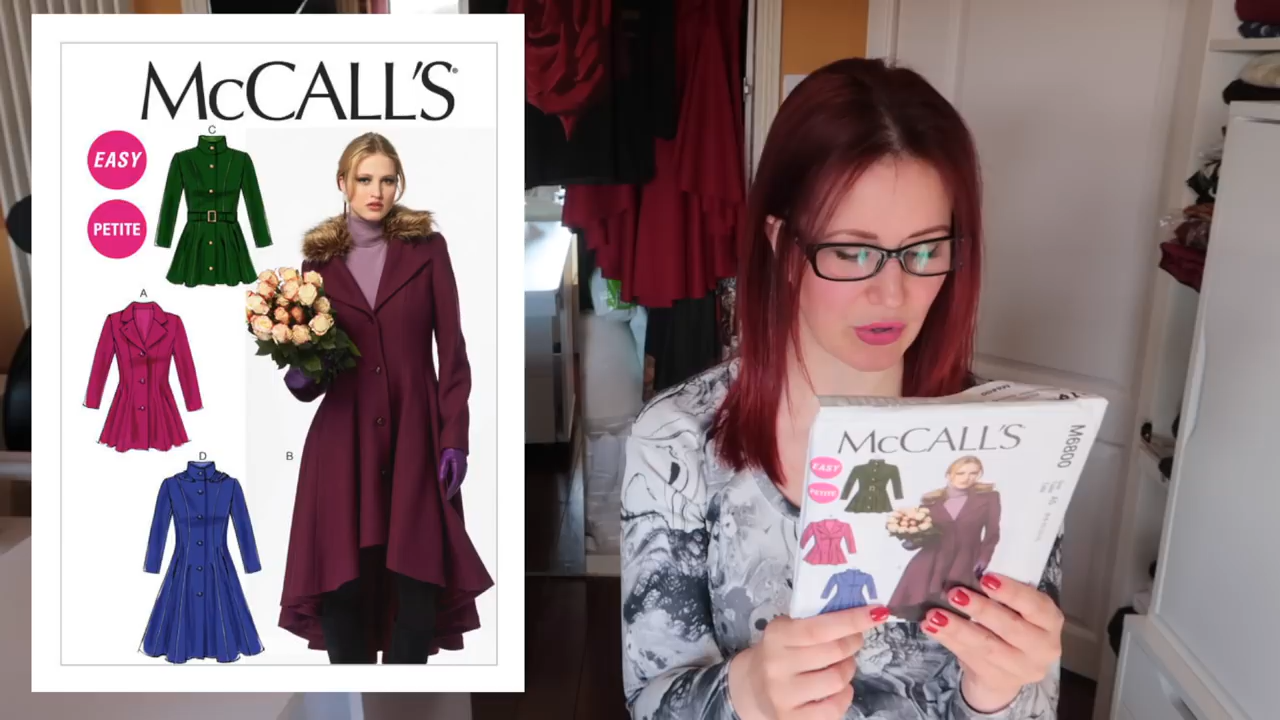 McCALL'S®
C
EASY
PETITE
A
D
B
McCALL'S
M6800
EASY
PETITE